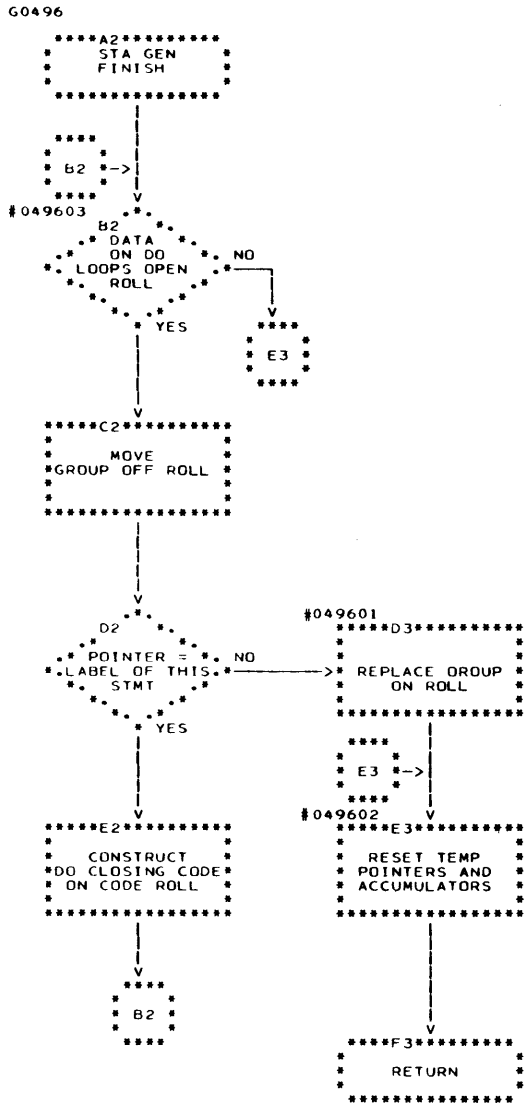 G0496
A2
STA GEN
FINISH
B2
#049603
B2
DATA
ON DO
LOOPS OPEN
ROLL
NO
YES
E3
C2
MOVE
GROUP OFF ROLL
D2
POINTER =
LABEL OF THIS
STMT
NO
YES
#049601
D3
REPLACE OROUP
ON ROLL
E3
#049602
E2
CONSTRUCT
DO CLOSING CODE
ON CODE ROLL
E3
RESET TEMP
POINTERS AND
ACCUMULATORS
B2
F3
RETURN